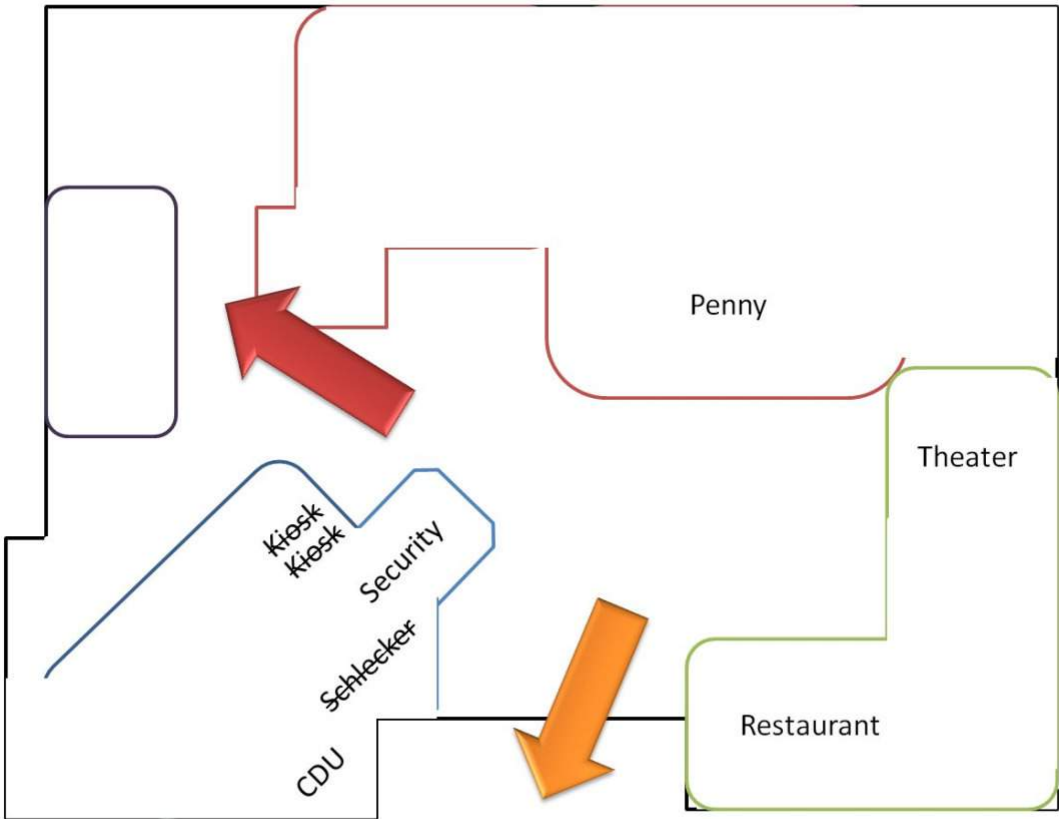 Penny
Theater
Kiosk
Kiosk
Security
Schlecker
Restaurant
CDU